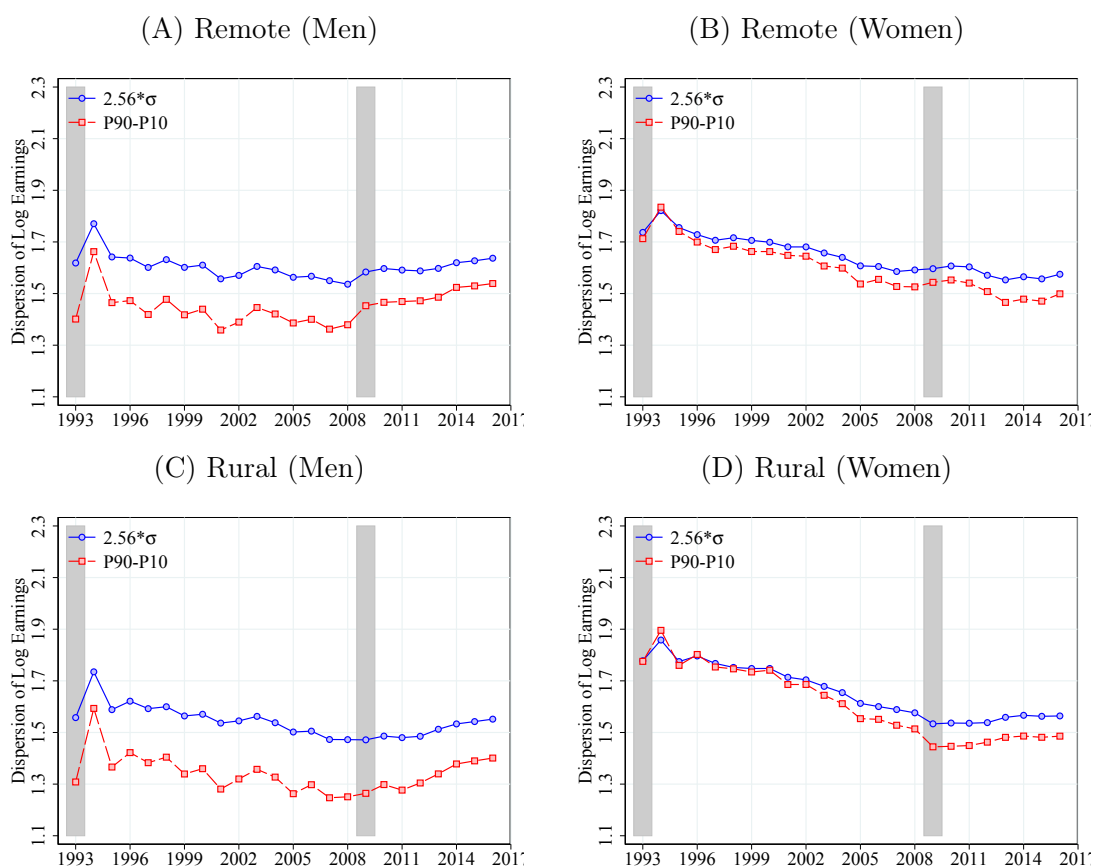 (A) Remote (Men)
Dispersion of Log Earnings
2.3
2.1
1.9
1.7
1.5
1.3
1.1
2.56*σ
P90-P10
1993 1996 1999 2002 2005 2008 2011 2014 2017
(B) Remote (Women)
Dispersion of Log Earnings
2.3
2.1
1.9
1.7
1.5
1.3
1.1
2.56*σ
P90-P10
1993 1996 1999 2002 2005 2008 2011 2014 2017
(C) Rural (Men)
Dispersion of Log Earnings
2.3
2.1
1.9
1.7
1.5
1.3
1.1
2.56*σ
P90-P10
1993 1996 1999 2002 2005 2008 2011 2014 2017
(D) Rural (Women)
Dispersion of Log Earnings
2.3
2.1
1.9
1.7
1.5
1.3
1.1
2.56*σ
P90-P10
1993 1996 1999 2002 2005 2008 2011 2014 2017